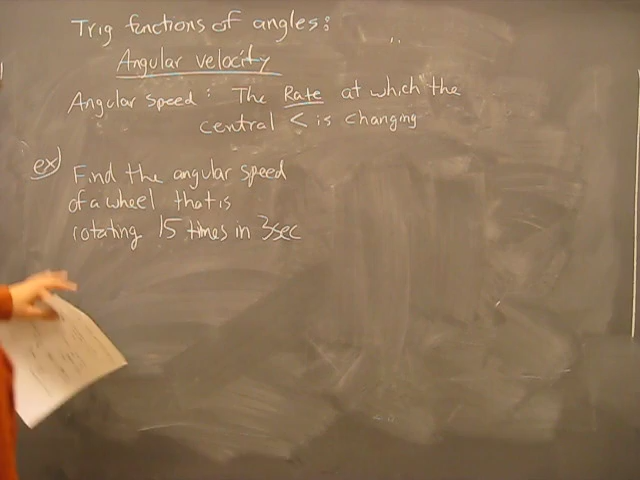 Trig functions of angles:
Angular velocity
Angular Speed: The Rate at which the
central < is changing
ex) Find the angular speed
of a wheel that is
rotating 15 times in 3sec